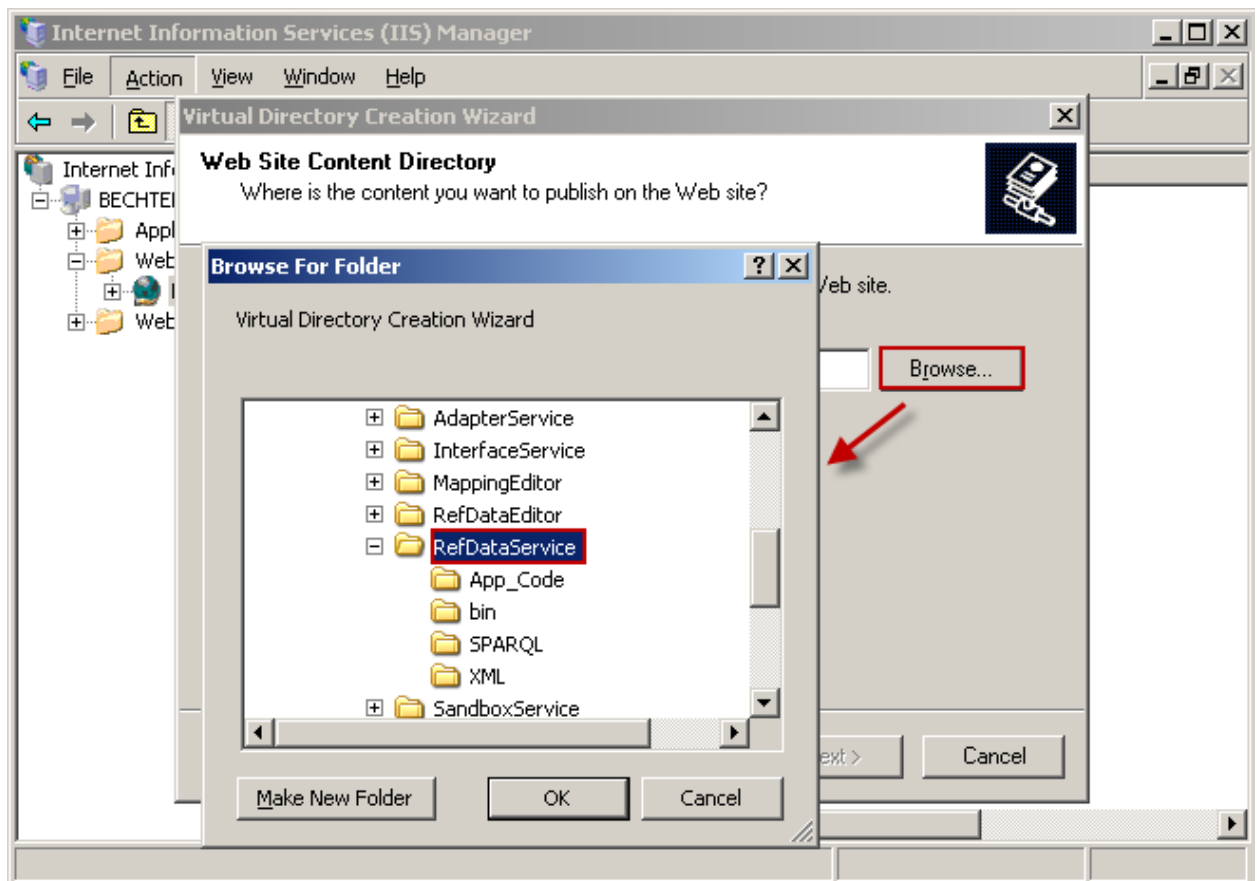 Internet Information Services (IIS) Manager
File Action View Window Help
Virtual Directory Creation Wizard
Web Site Content Directory
Where is the content you want to publish on the Web site?
Internet
BECHTE
Appl
Web
Web
Web site.
Browse...
Browse For Folder
Virtual Directory Creation Wizard
AdapterService
InterfaceService
MappingEditor
RefDataEditor
RefDataService
App_Code
bin
SPARQL
XML
SandboxService
Make New Folder
OK
Cancel
ext >
Cancel